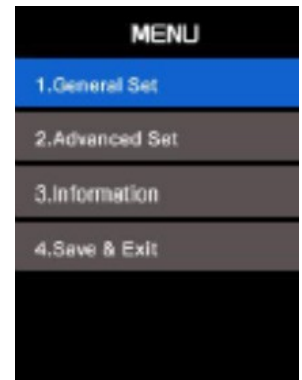 MENU
1.General Set
2.Advanced Set
3.Information
4.Save & Exit